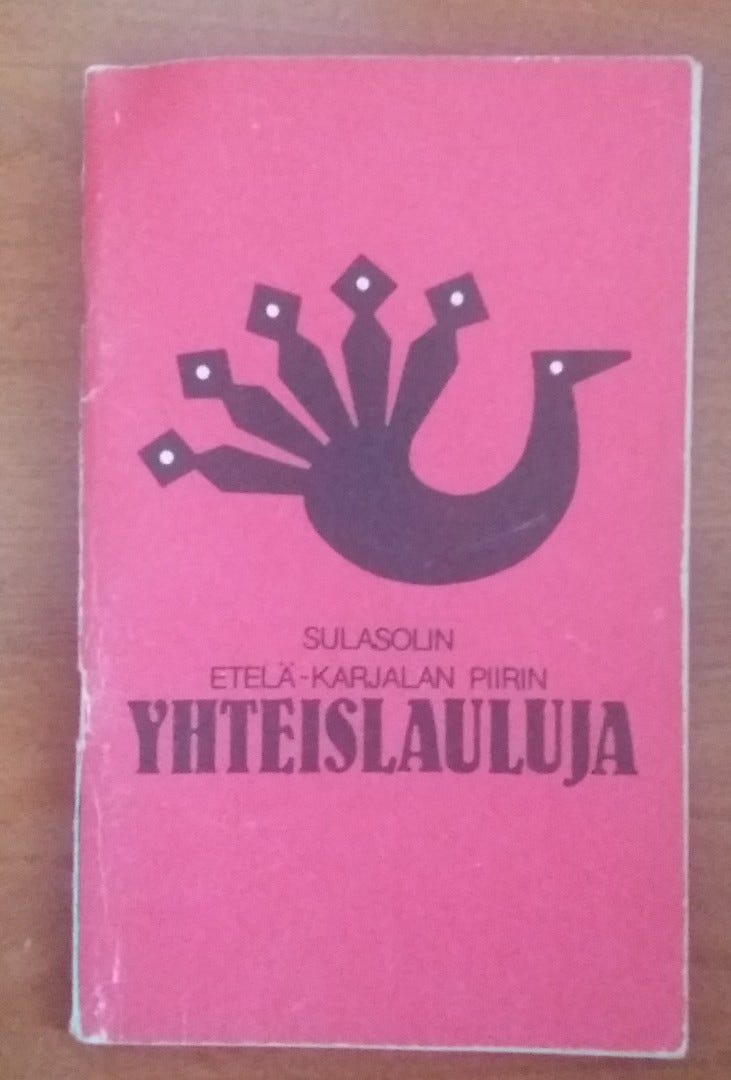 SULASOLIN
ETELÄ-KARJALAN PIIRIN
YHTEISLAULUJA